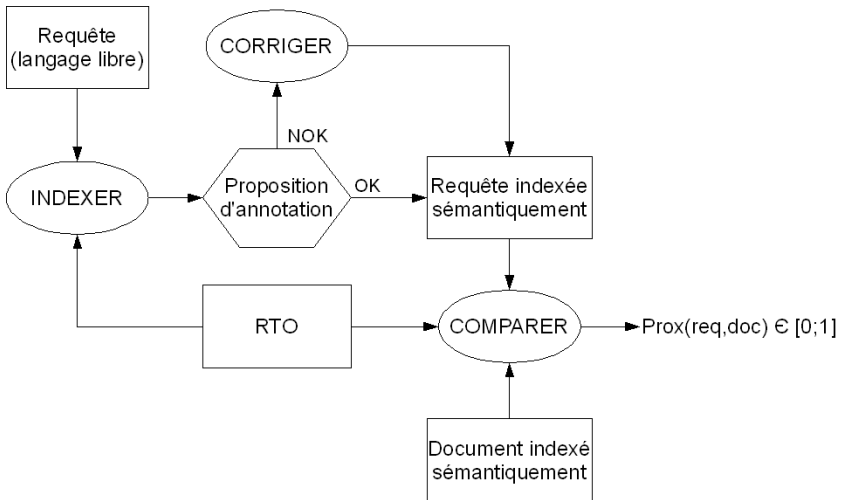 Requête
(langage libre)
CORRIGER
NOK
INDEXER
Proposition
d'annotation
OK
Requête indexée
sémantiquement
RTO
COMPARER
Prox(req,doc) Є [0;1]
Document indexé
sémantiquement